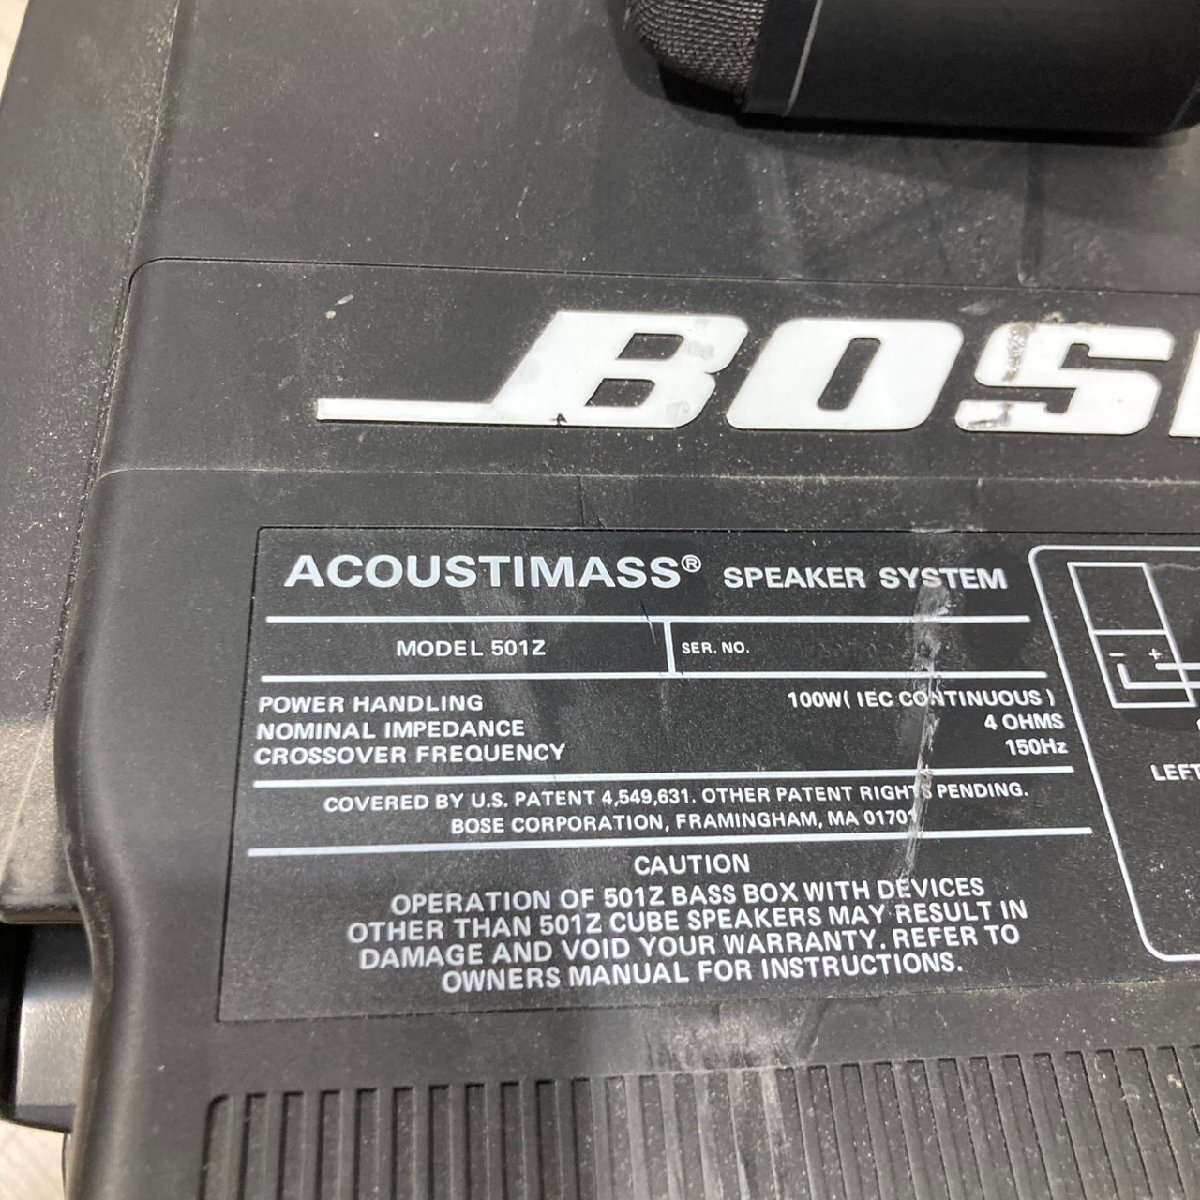 ACOUSTIMASS® SPEAKER SYSTEM
MODEL 501Z
SER. NO.
POWER HANDLING 100W( IEC CONTINUOUS )
NOMINAL IMPEDANCE 4 OHMS
CROSSOVER FREQUENCY 150Hz
COVERED BY U.S. PATENT 4,549,631. OTHER PATENT RIGHTS PENDING.
BOSE CORPORATION, FRAMINGHAM, MA 01701
CAUTION
OPERATION OF 501Z BASS BOX WITH DEVICES
OTHER THAN 501Z CUBE SPEAKERS MAY RESULT IN
DAMAGE AND VOID YOUR WARRANTY. REFER TO
OWNERS MANUAL FOR INSTRUCTIONS.
- +
LEFT